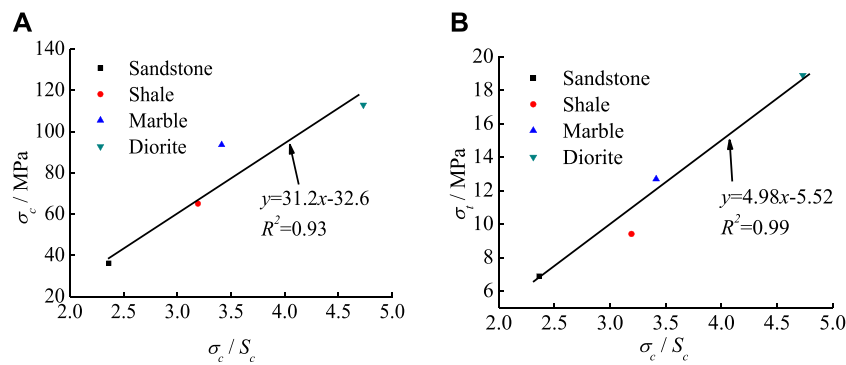 A
140
120
100
80
60
40
20
2.0 2.5 3.0 3.5 4.0 4.5 5.0
σc / MPa
σc / Sc
Sandstone
Shale
Marble
Diorite
y=31.2x-32.6
R²=0.93
B
20
18
16
14
12
10
8
6
2.0 2.5 3.0 3.5 4.0 4.5 5.0
σt / MPa
σc / Sc
Sandstone
Shale
Marble
Diorite
y=4.98x-5.52
R²=0.99